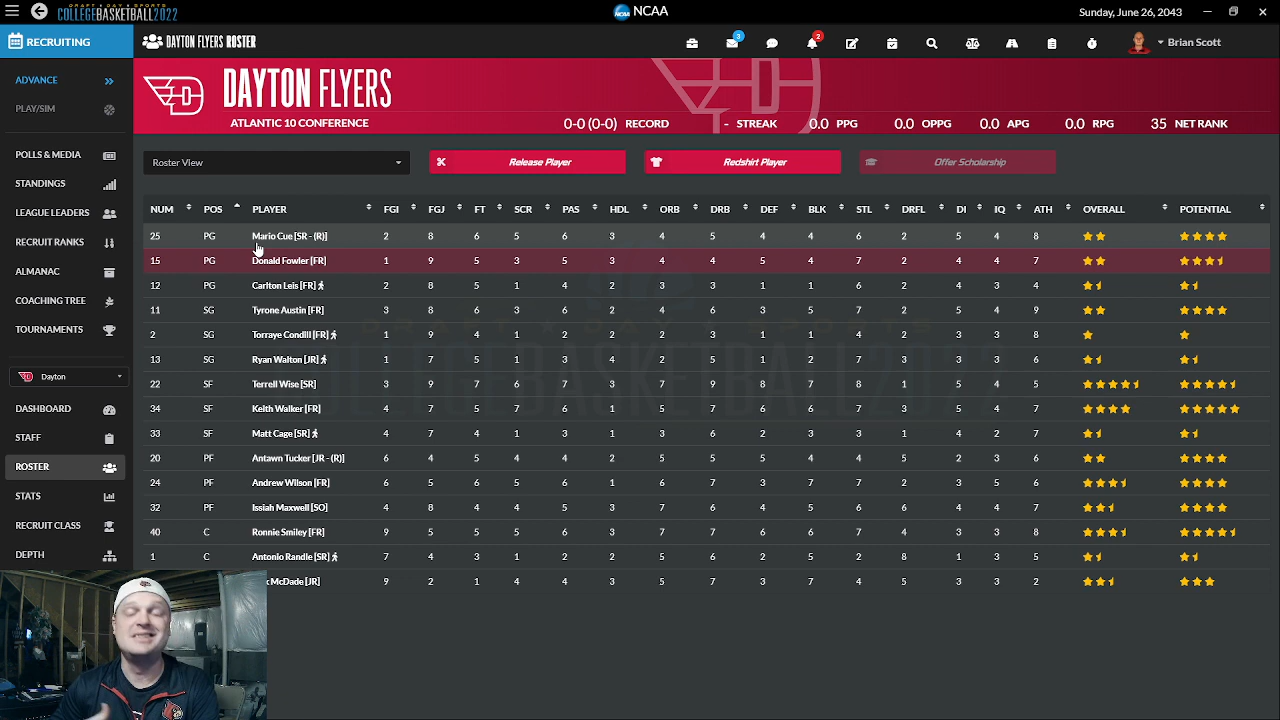 DRAFT DAY SPORTS
COLLEGEBASKETBALL2022
NCAA
Sunday, June 26, 2043
RECRUITING
DAYTON FLYERS ROSTER
3
2
Brian Scott
ADVANCE
PLAY/SIM
POLLS & MEDIA
STANDINGS
LEAGUE LEADERS
RECRUIT RANKS
ALMANAC
COACHING TREE
TOURNAMENTS
Dayton
DASHBOARD
STAFF
ROSTER
STATS
RECRUIT CLASS
DEPTH
DAYTON FLYERS
ATLANTIC 10 CONFERENCE
0-0 (0-0) RECORD - STREAK 0.0 PPG 0.0 OPPG 0.0 APG 0.0 RPG 35 NET RANK
Roster View
Release Player
Redshirt Player
Offer Scholarship
NUM POS PLAYER FGI FGJ FT SCR PAS HDL ORB DRB DEF BLK STL DRFL DI IQ ATH OVERALL POTENTIAL
25 PG Mario Cue [SR - (R)] 2 8 6 5 6 3 4 5 4 4 6 2 5 4 8
15 PG Donald Fowler [FR] 1 9 5 3 5 3 4 4 5 4 7 2 4 4 7
12 PG Carlton Leis [FR] 2 8 5 1 4 2 3 3 1 1 6 2 4 3 4
11 SG Tyrone Austin [FR] 3 8 6 3 6 2 4 6 3 5 7 2 5 4 9
2 SG Torraye Condill [FR] 1 9 4 1 2 2 2 3 1 1 4 2 3 3 8
13 SG Ryan Walton [JR] 1 7 5 1 3 4 2 5 1 2 7 3 3 3 6
22 SF Terrell Wise [SR] 3 9 7 6 7 3 7 9 8 7 8 1 5 4 5
34 SF Keith Walker [FR] 4 7 5 7 6 1 5 7 6 6 7 3 5 4 7
33 SF Matt Cage [SR] 4 7 4 1 3 1 3 6 2 3 3 1 4 2 7
20 PF Antawn Tucker [JR - (R)] 6 4 5 4 4 2 5 5 5 4 4 5 2 3 6
24 PF Andrew Wilson [FR] 6 5 6 5 6 1 6 7 3 7 7 2 3 5 6
32 PF Issiah Maxwell [SO] 4 8 4 4 5 3 7 6 4 5 6 6 4 4 7
40 C Ronnie Smiley [FR] 9 5 5 5 6 3 7 7 6 6 7 4 3 3 8
1 C Antonio Randle [SR] 7 4 3 1 2 2 5 6 2 5 2 8 1 3 5
McDade [JR] 9 2 1 4 4 3 5 7 3 7 4 5 3 3 2
DRAFT DAY SPORTS
COLLEGEBASKETBALL2022